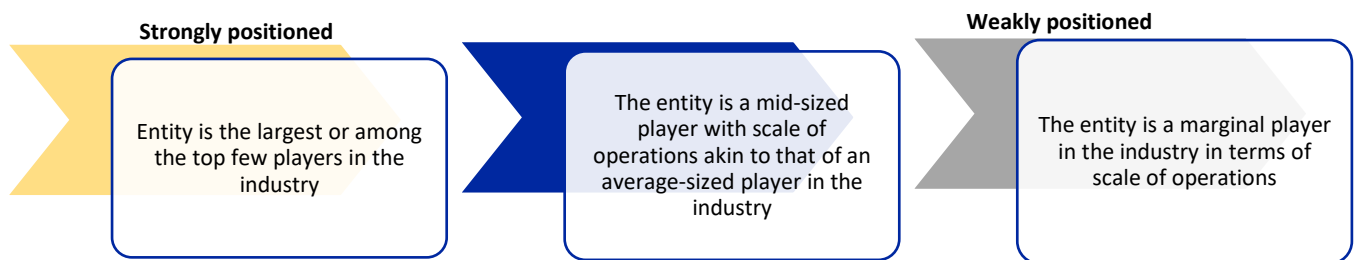 Strongly positioned
Entity is the largest or among
the top few players in the
industry
The entity is a mid-sized
player with scale of
operations akin to that of an
average-sized player in the
industry
Weakly positioned
The entity is a marginal player
in the industry in terms of
scale of operations